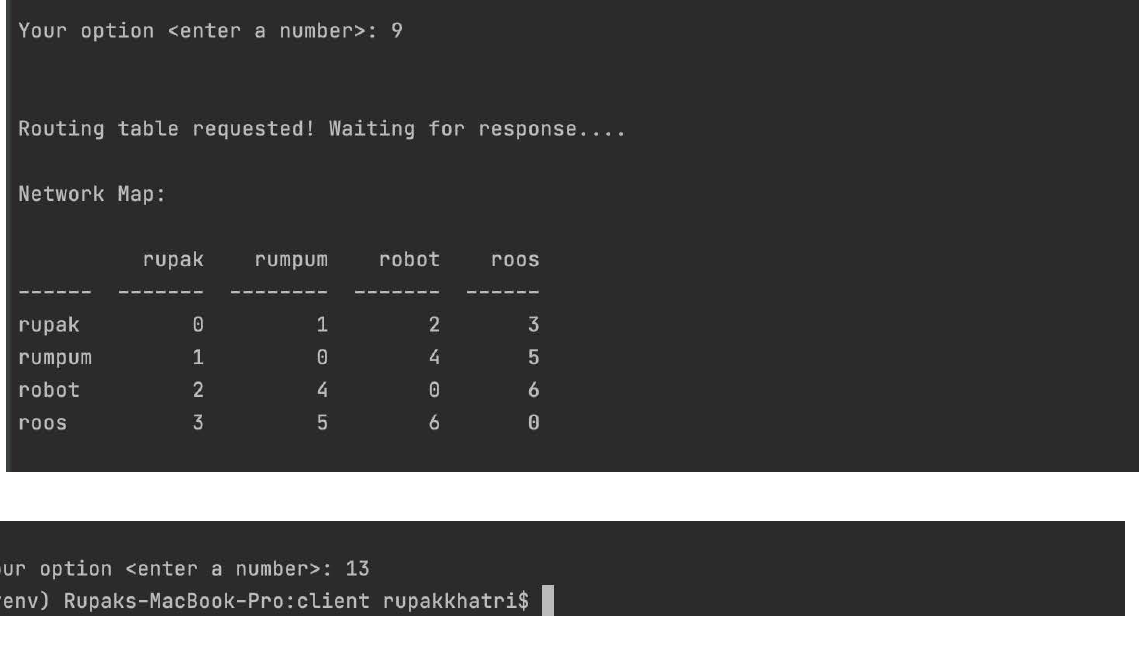 Your option <enter a number>: 9
Routing table requested! Waiting for response....
Network Map:
rupak rumpum robot roos
------ ------- -------- ------- ------
rupak 0 1 2 3
rumpum 1 0 4 5
robot 2 4 0 6
roos 3 5 6 0
our option <enter a number>: 13
env) Rupaks-MacBook-Pro:client rupakkhatri$